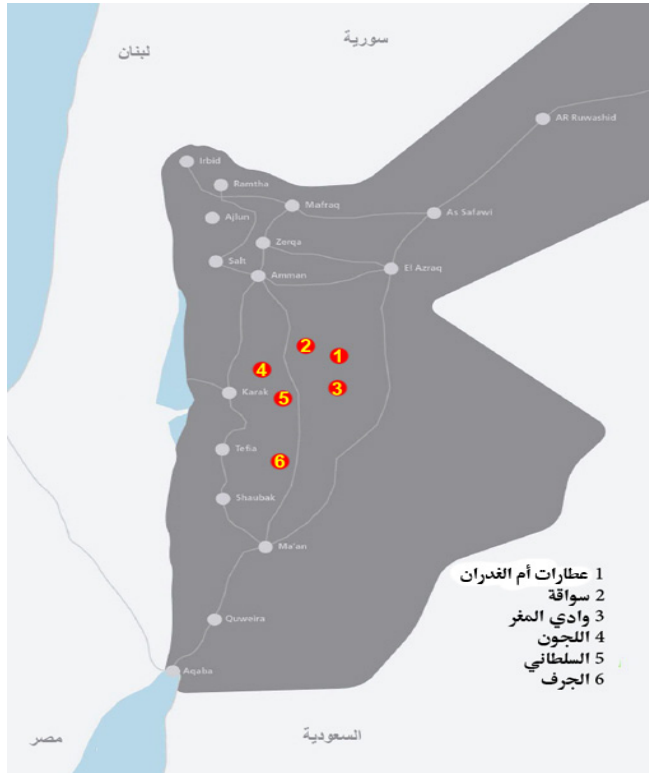 سورية
لبنان
AR Ruwashid
Irbid
Ramtha
Mafraq
As Safawi
Ajlun
Zarqa
Salt
El Azraq
Amman
2
1
4
3
Karak
5
Tefia
6
Shaubak
Ma'an
1 عطارات أم الغدران
2 سواقة
3 وادي المغر
4 اللجون
5 السلطاني
6 الجرف
Quweira
Aqaba
السعودية
مصر